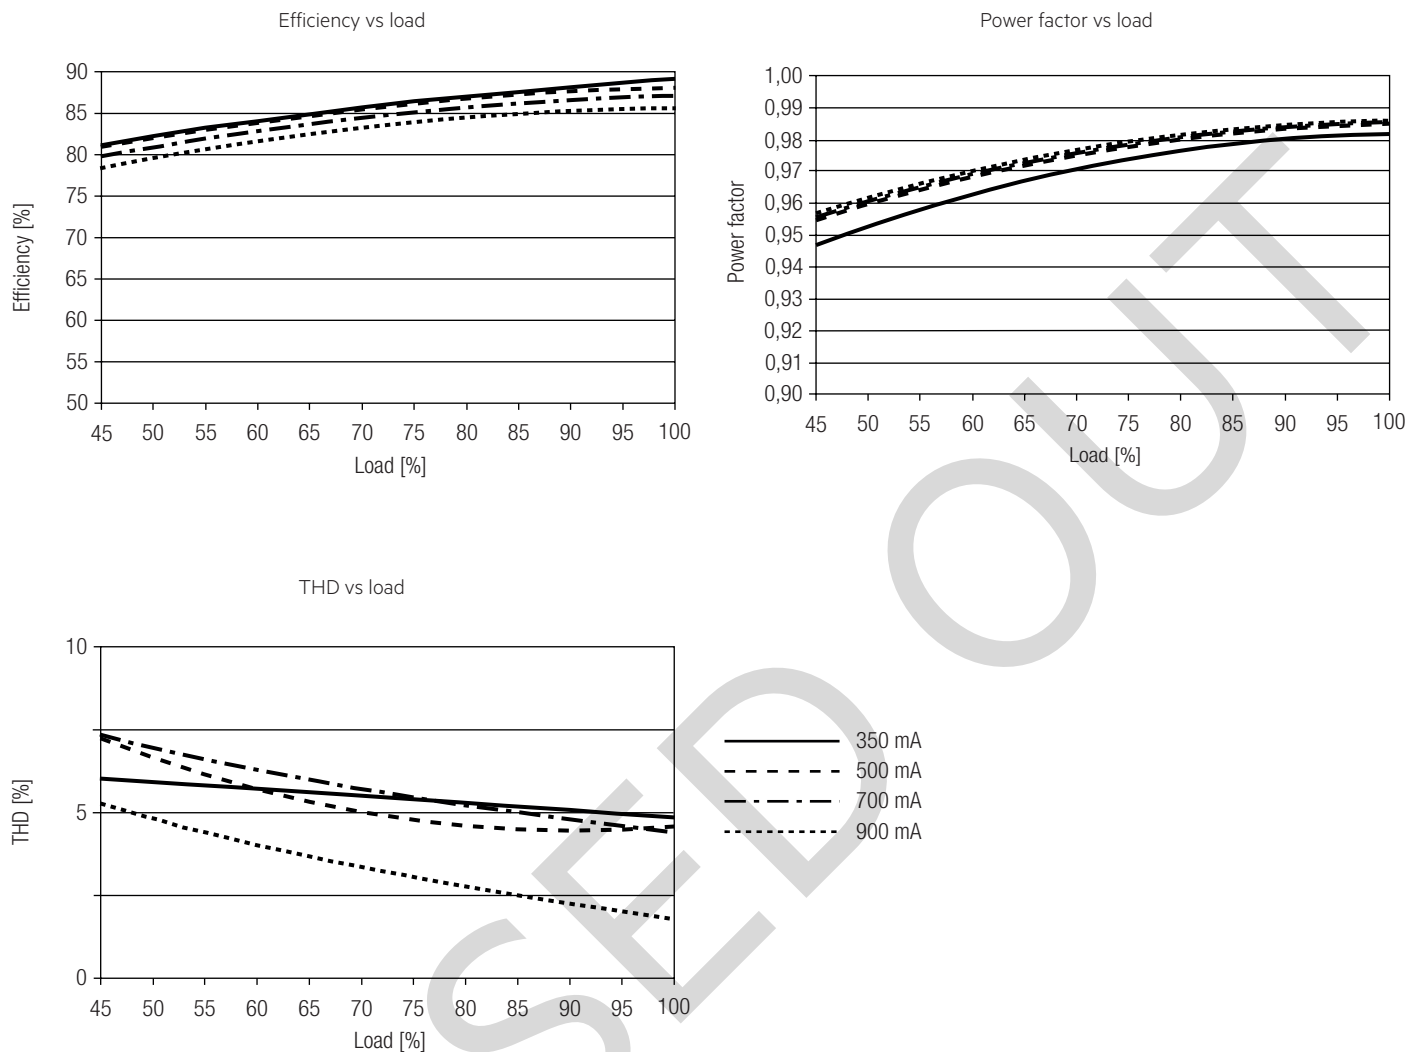 Efficiency vs load
Efficiency [%]
90
85
80
75
70
65
60
55
50
45 50 55 60 65 70 75 80 85 90 95 100
Load [%]
Power factor vs load
Power factor
1,00
0,99
0,98
0,97
0,96
0,95
0,94
0,93
0,92
0,91
0,90
45 50 55 60 65 70 75 80 85 90 95 100
Load [%]
THD vs load
THD [%]
10
5
0
45 50 55 60 65 70 75 80 85 90 95 100
Load [%]
350 mA
500 mA
700 mA
900 mA
SED OUT